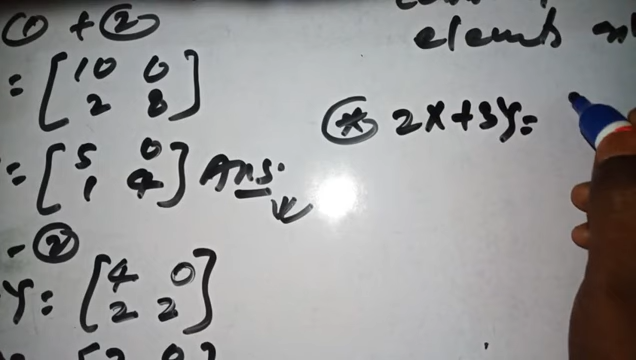 ① + ②
= [10 0
2 8]
= [5 0
1 4] Ans.
- ②
Y = [4 0
2 2]
elements
* 2X+3Y=